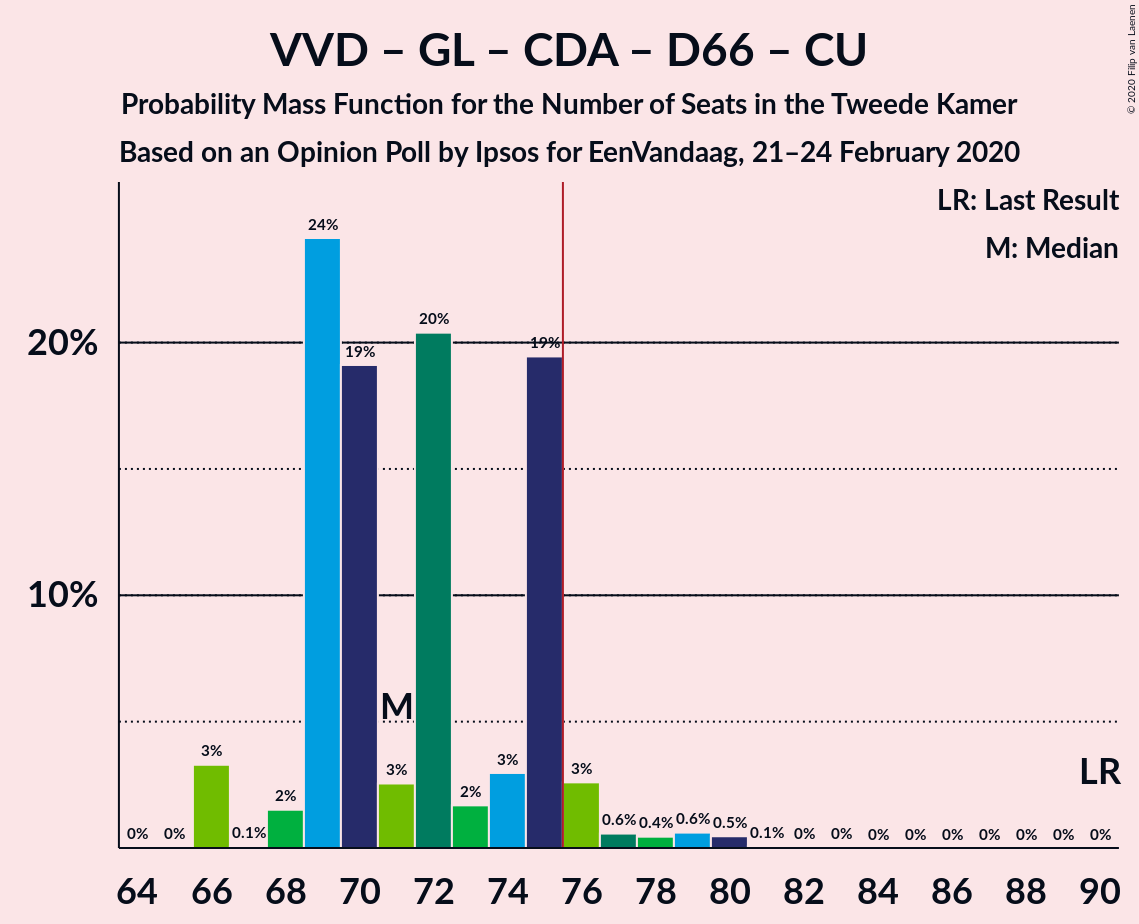 VVD – GL – CDA – D66 – CU
Probability Mass Function for the Number of Seats in the Tweede Kamer
Based on an Opinion Poll by Ipsos for EenVandaag, 21–24 February 2020
© 2020 Filip van Laenen
LR: Last Result
M: Median
20%
10%
0% 0% 3% 0.1% 2% 24% 19% 3% 20% 2% 3% 19% 3% 0.6% 0.4% 0.6% 0.5% 0.1% 0% 0% 0% 0% 0% 0% 0% 0% 0%
M
LR
64 66 68 70 72 74 76 78 80 82 84 86 88 90